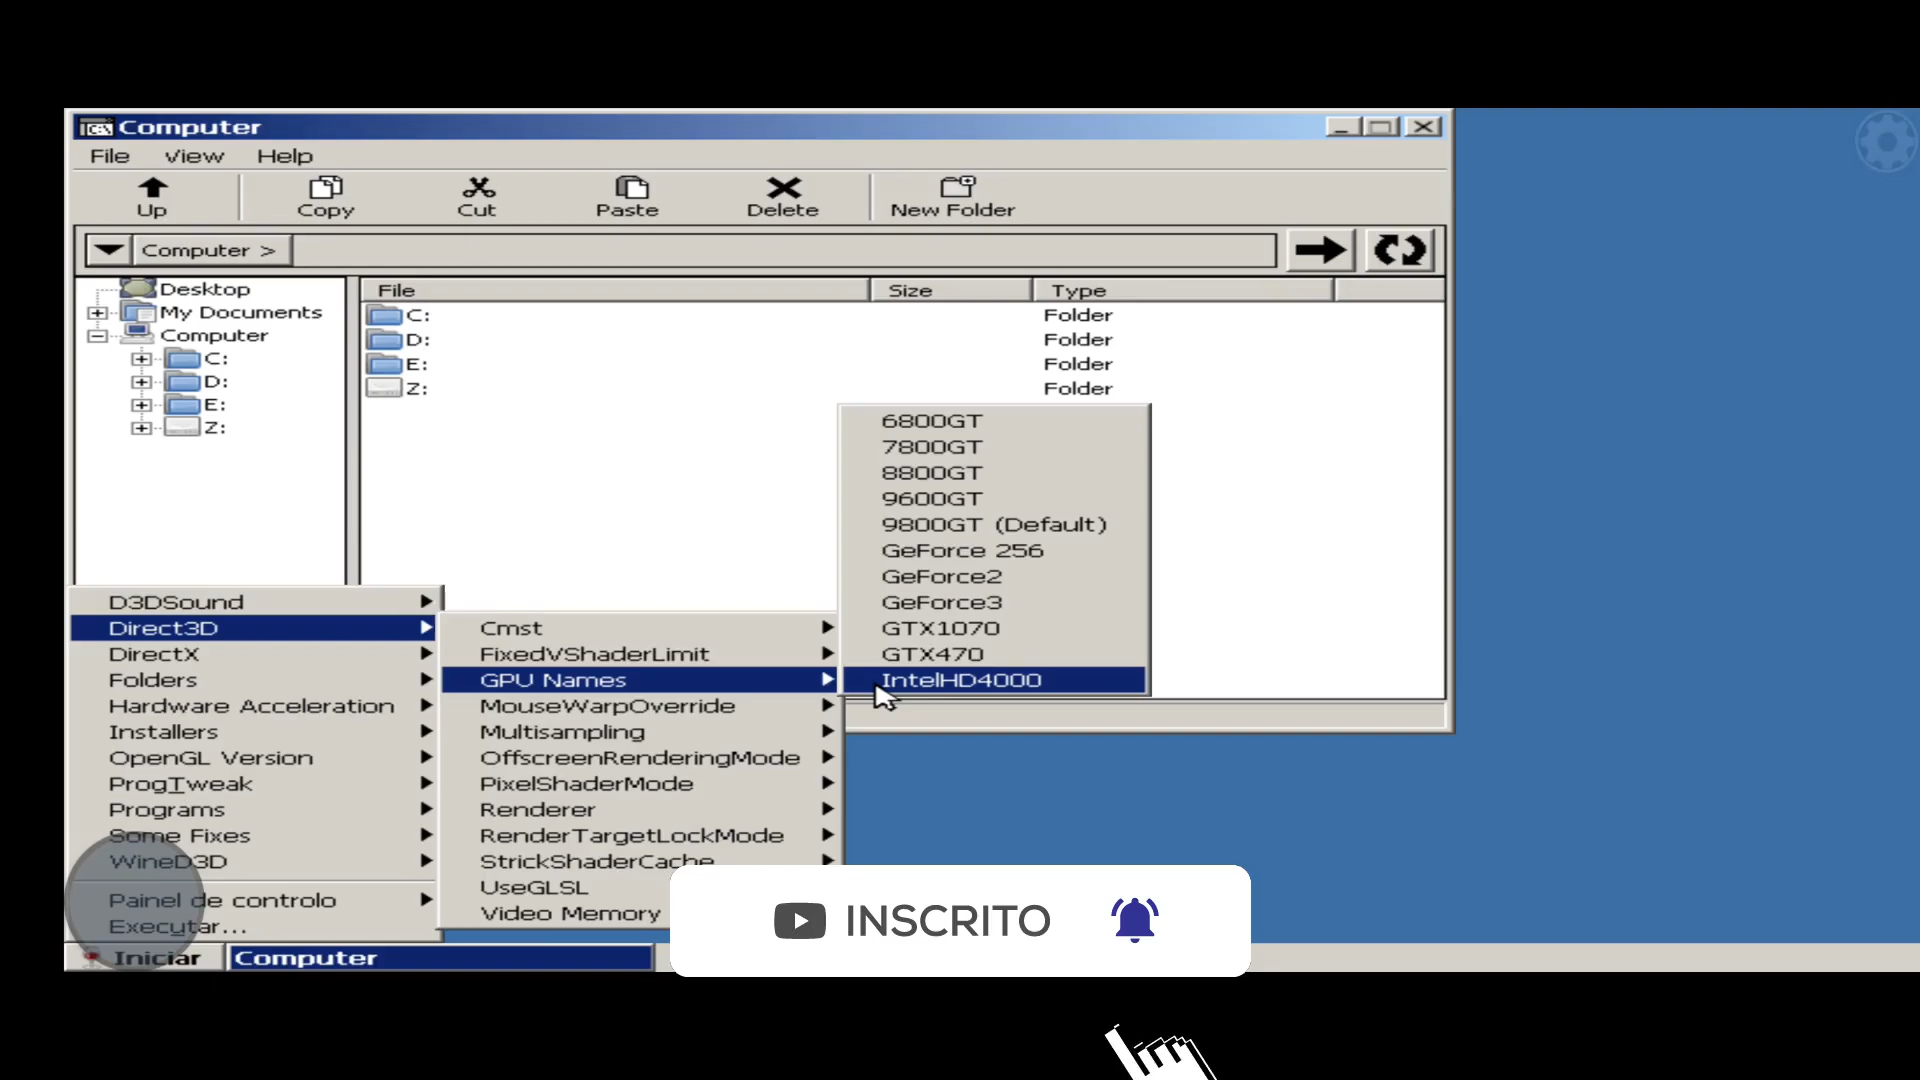 Computer
File View Help
Up Copy Cut Paste Delete New Folder
Computer >
Desktop
My Documents
Computer
C:
D:
E:
Z:
File Size Type
C: Folder
D: Folder
E: Folder
Z: Folder
D3DSound
Direct3D
DirectX
Folders
Hardware Acceleration
Installers
OpenGL Version
ProgTweak
Programs
Some Fixes
WineD3D
Painel de controlo
Executar...
Cmst
FixedVShaderLimit
GPU Names
MouseWarpOverride
Multisampling
OffscreenRenderingMode
PixelShaderMode
Renderer
RenderTargetLockMode
StrickShaderCache
UseGLSL
Video Memory
6800GT
7800GT
8800GT
9600GT
9800GT (Default)
GeForce 256
GeForce2
GeForce3
GTX1070
GTX470
IntelHD4000
INSCRITO
Iniciar Computer